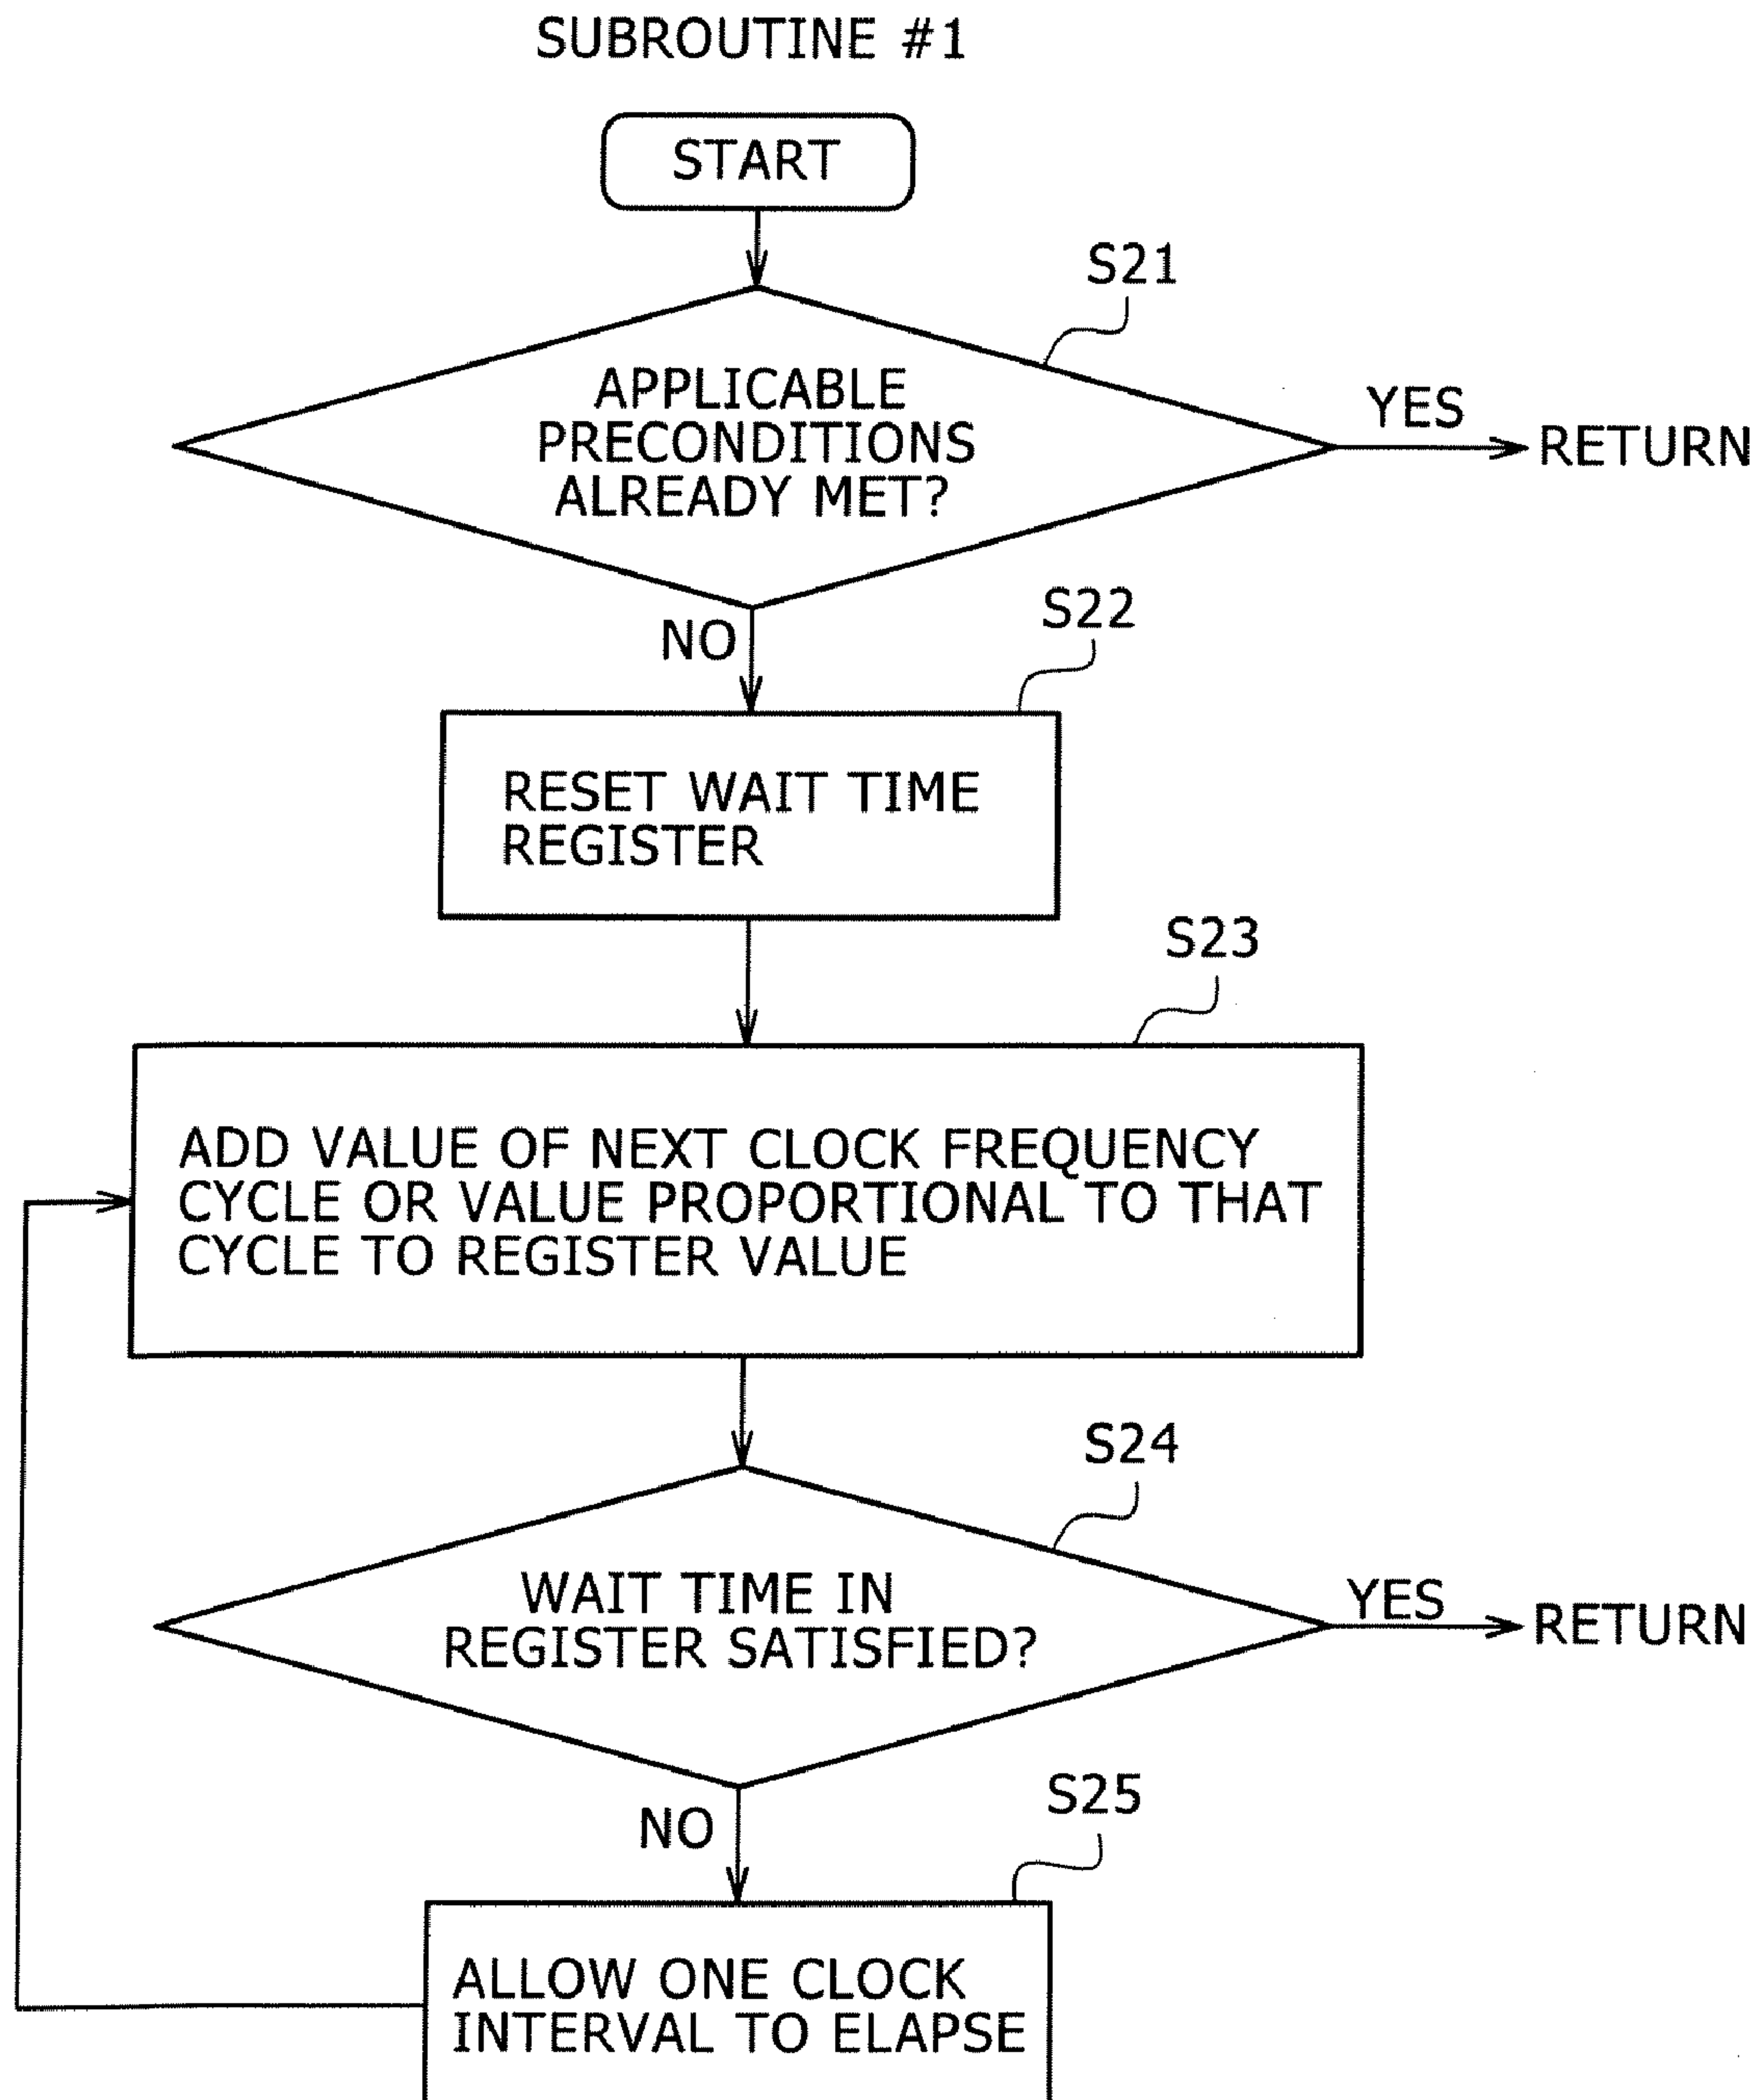 SUBROUTINE #1
START
S21
APPLICABLE
PRECONDITIONS
ALREADY MET?
YES
RETURN
NO
S22
RESET WAIT TIME
REGISTER
S23
ADD VALUE OF NEXT CLOCK FREQUENCY
CYCLE OR VALUE PROPORTIONAL TO THAT
CYCLE TO REGISTER VALUE
S24
WAIT TIME IN
REGISTER SATISFIED?
YES
RETURN
NO
S25
ALLOW ONE CLOCK
INTERVAL TO ELAPSE